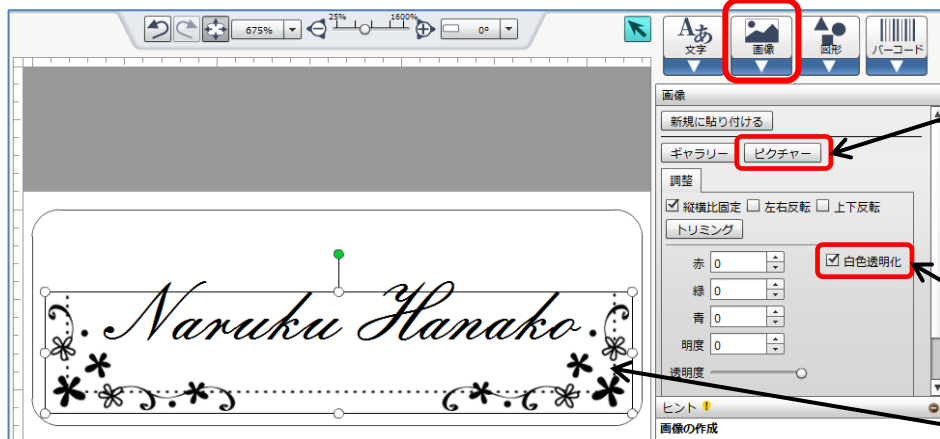 675%
25%
1600%
0°
Aあ
文字
画像
図形
バーコード
画像
新規に貼り付ける
ギャラリー
ピクチャー
調整
縦横比固定
左右反転
上下反転
トリミング
赤 0
白色透明化
緑 0
青 0
明度 0
透明度
ヒント !
画像の作成
Naruku Hanako